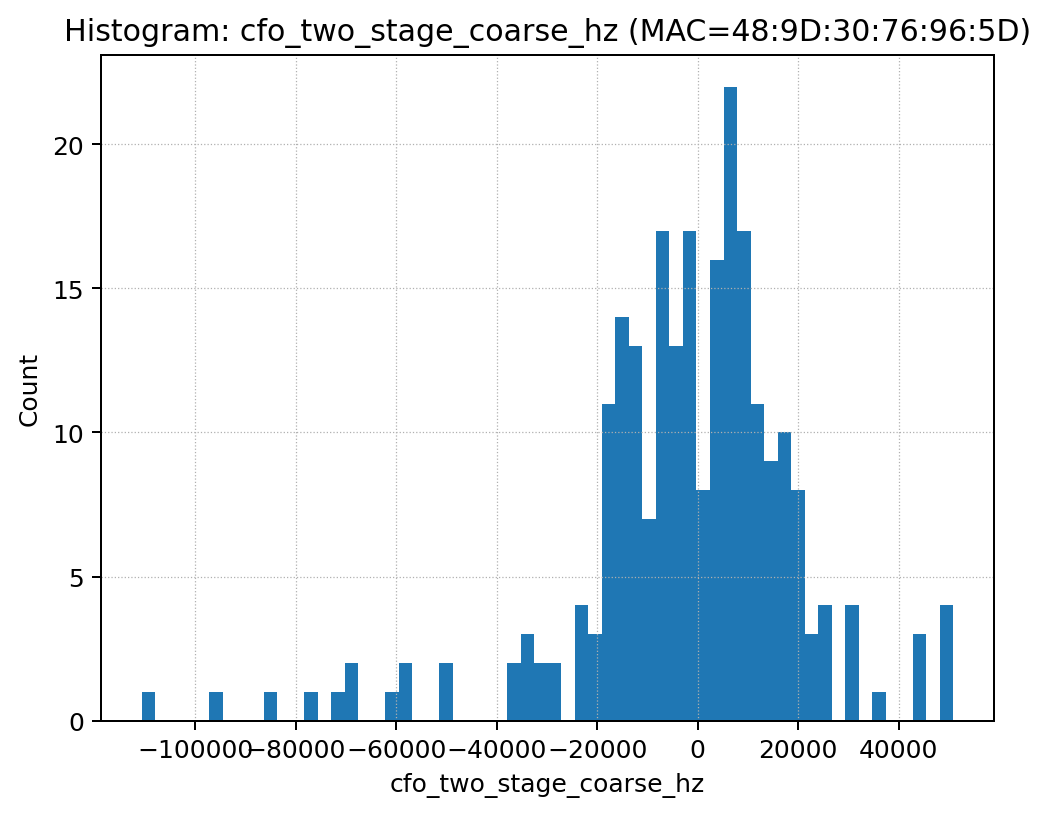 Histogram: cfo_two_stage_coarse_hz (MAC=48:9D:30:76:96:5D)
20
15
10
5
0
Count
−100000 −80000 −60000 −40000 −20000 0 20000 40000
cfo_two_stage_coarse_hz